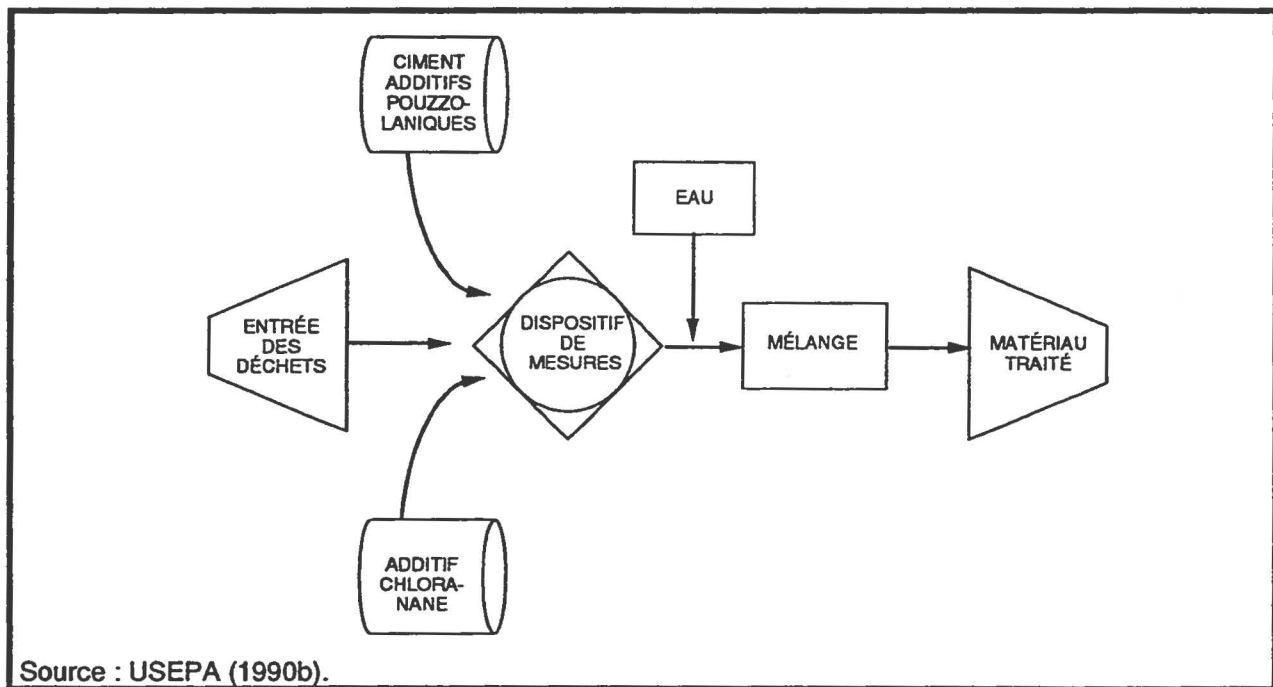 CIMENT
ADDITIFS
POUZZO-
LANIQUES
EAU
ENTRÉE
DES
DÉCHETS
DISPOSITIF
DE
MESURES
MÉLANGE
MATÉRIAU
TRAITÉ
ADDITIF
CHLORA-
NANE
Source : USEPA (1990b).